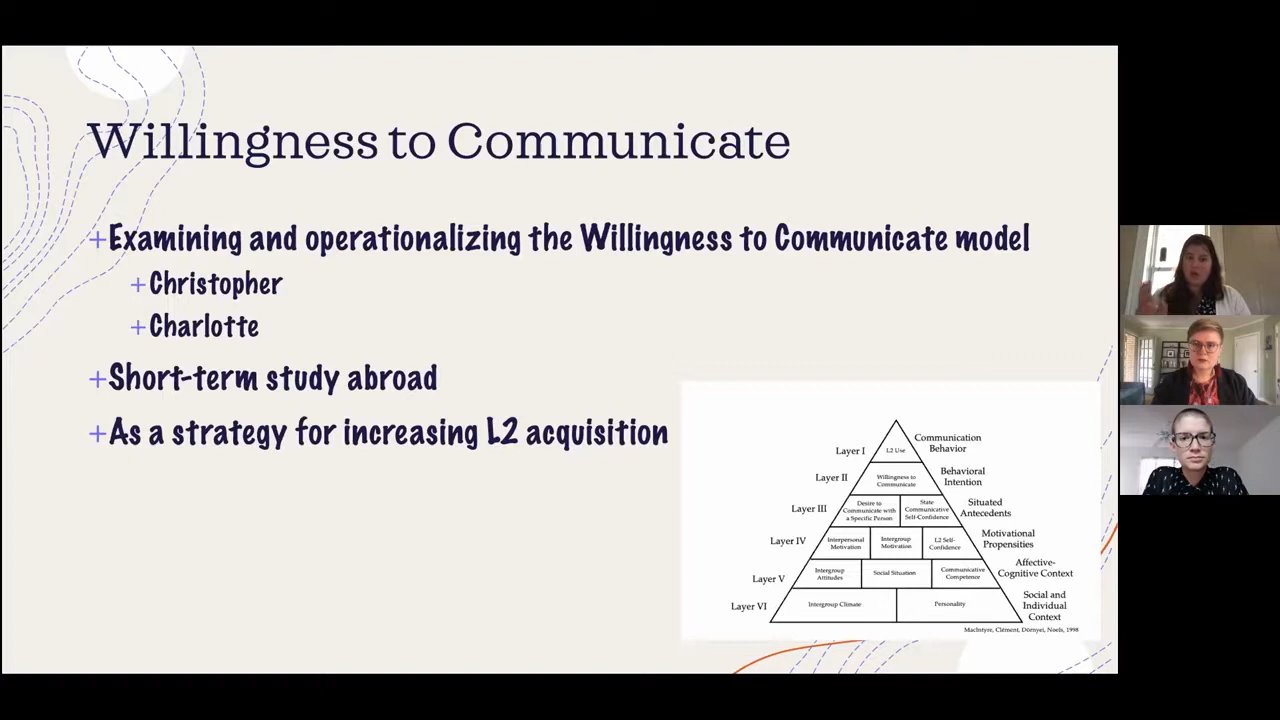 Willingness to Communicate
+Examining and operationalizing the Willingness to Communicate model
+Christopher
+Charlotte
+Short-term study abroad
+As a strategy for increasing L2 acquisition
Layer I
L2 Use
Communication
Behavior
Layer II
Willingness to
Communicate
Behavioral
Intention
Layer III
Desire to
Communicate with
a Specific Person
State
Communicative
Self-Confidence
Situated
Antecedents
Layer IV
Interpersonal
Motivation
Intergroup
Motivation
L2 Self-
Confidence
Motivational
Propensities
Layer V
Intergroup
Attitudes
Social Situation
Communicative
Competence
Affective-
Cognitive Context
Layer VI
Intergroup Climate
Personality
Social and
Individual
Context
MacIntyre, Clément, Dörnyei, Noels, 1998